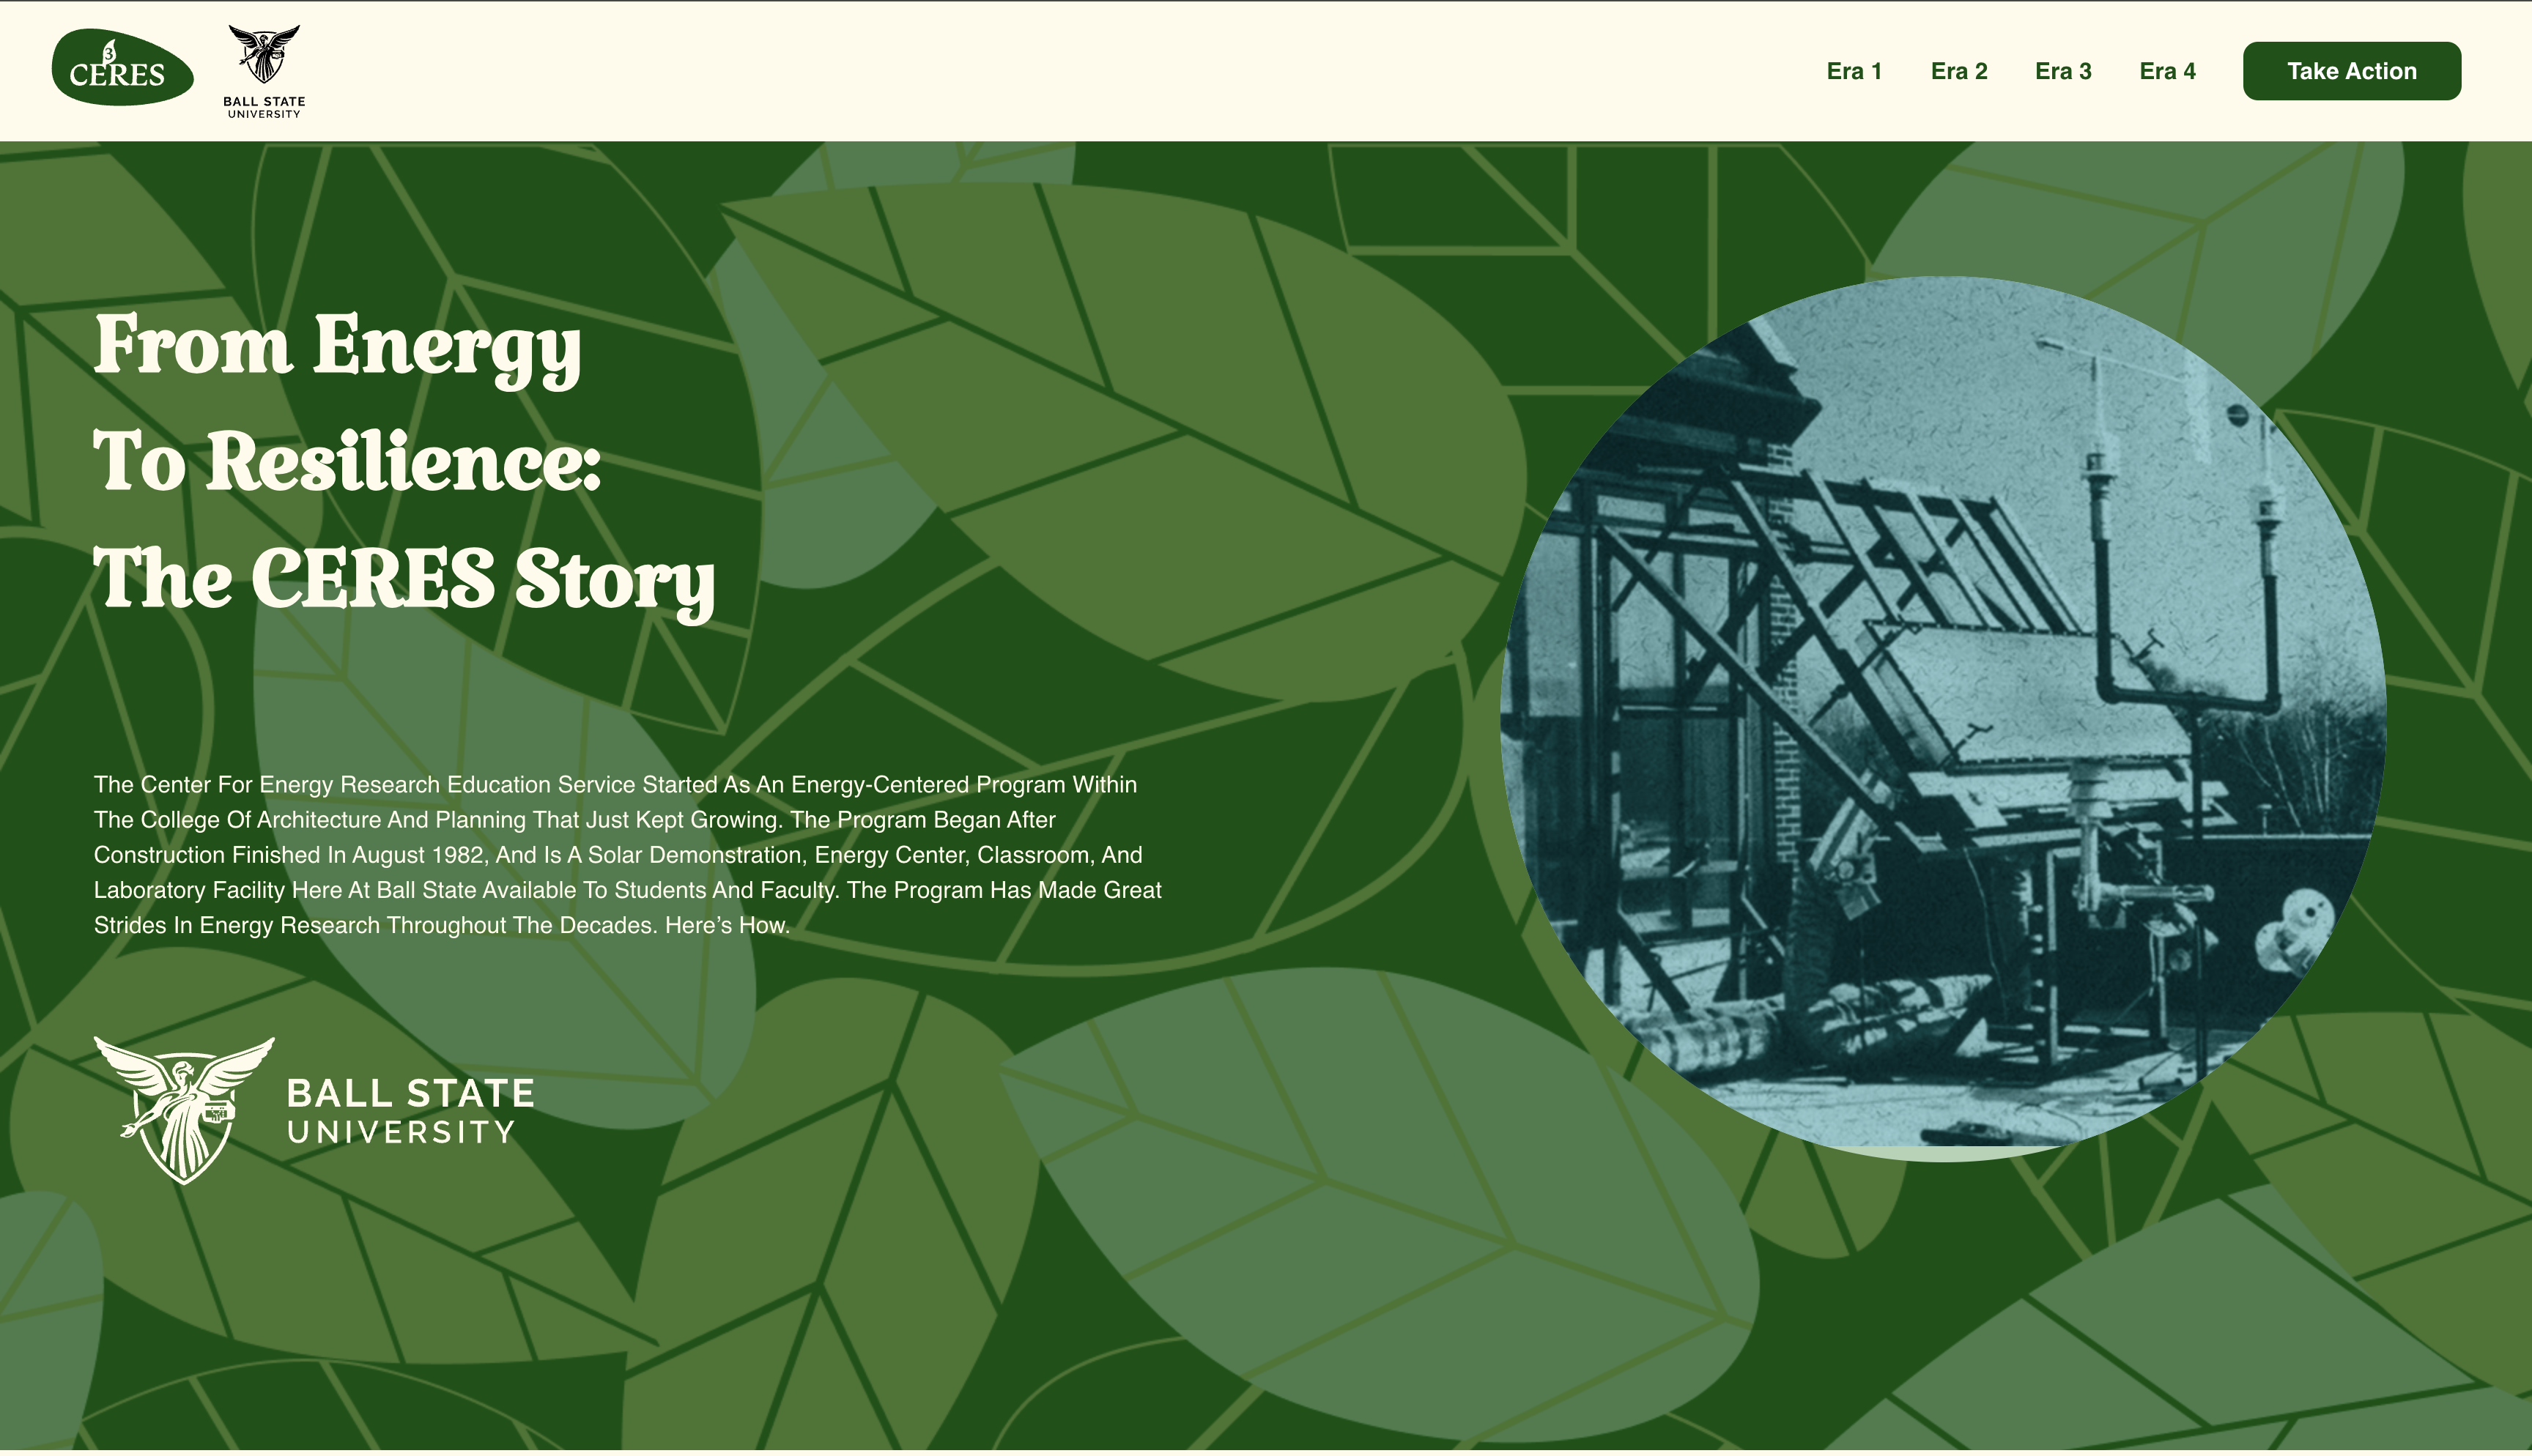 3
CERES
BALL STATE
UNIVERSITY
Era 1
Era 2
Era 3
Era 4
Take Action
From Energy
To Resilience:
The CERES Story
The Center For Energy Research Education Service Started As An Energy-Centered Program Within
The College Of Architecture And Planning That Just Kept Growing. The Program Began After
Construction Finished In August 1982, And Is A Solar Demonstration, Energy Center, Classroom, And
Laboratory Facility Here At Ball State Available To Students And Faculty. The Program Has Made Great
Strides In Energy Research Throughout The Decades. Here’s How.
BALL STATE
UNIVERSITY